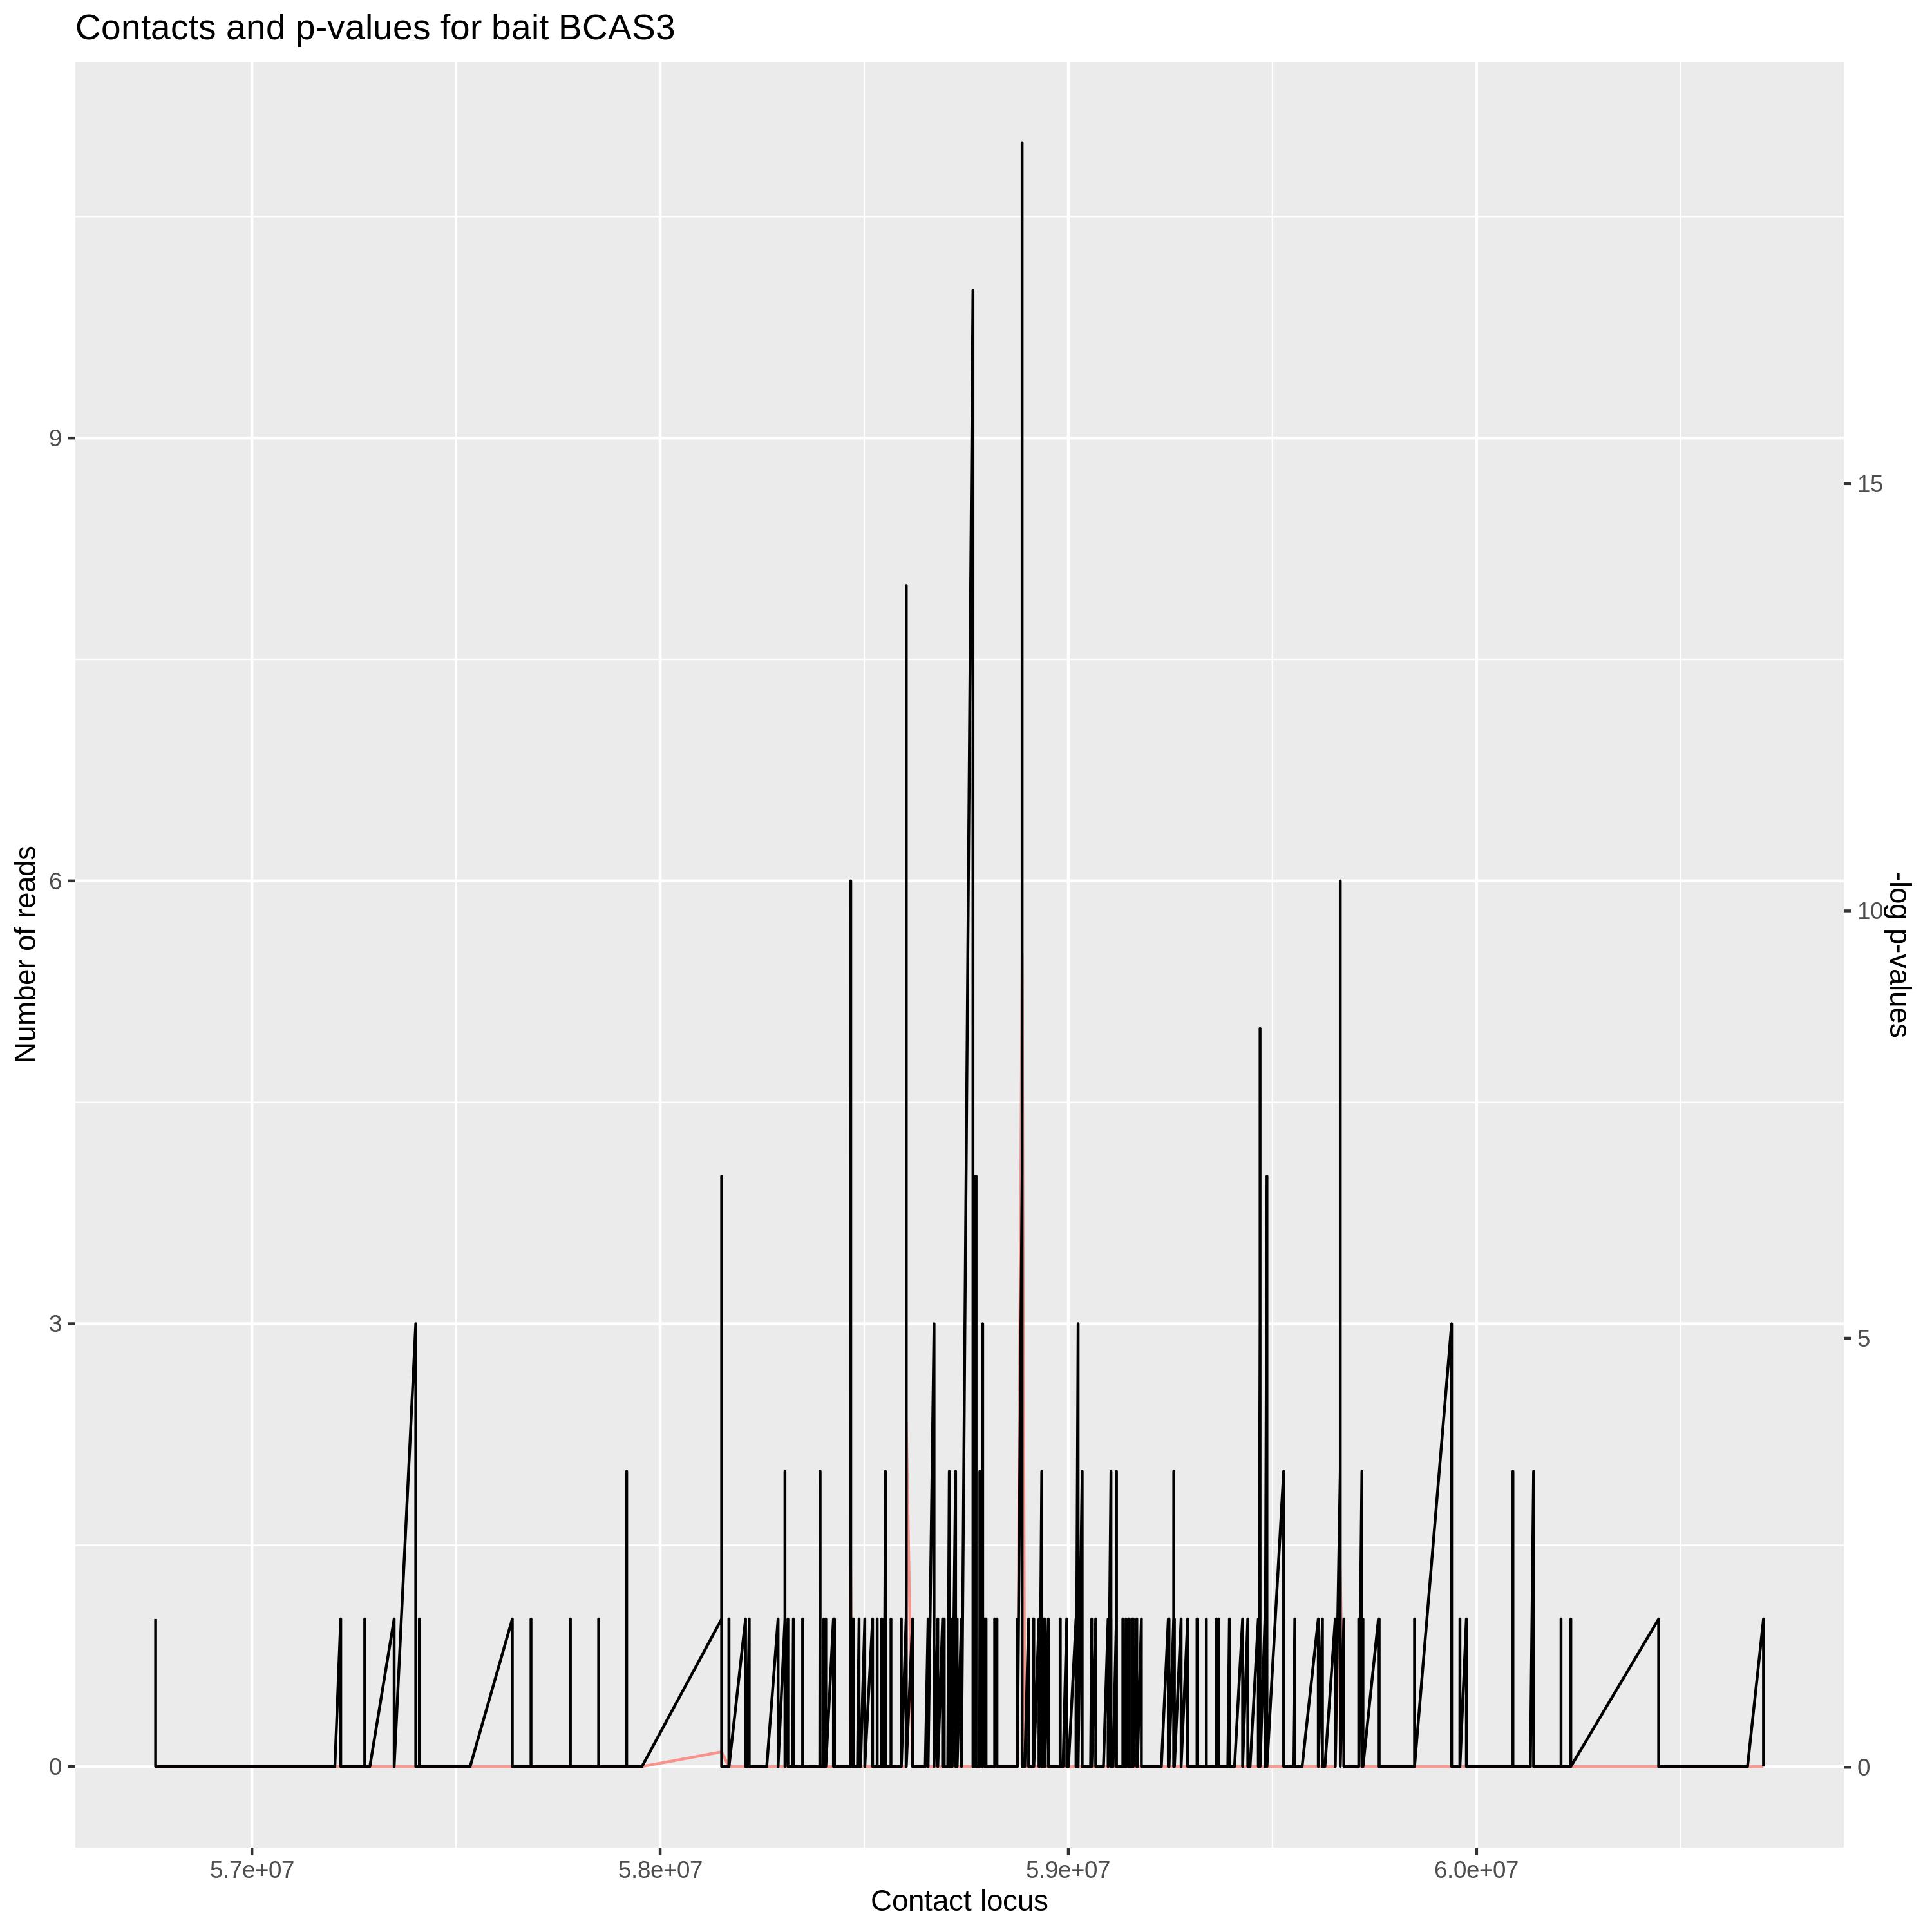 Contacts and p-values for bait BCAS3
Number of reads
9
6
3
0
15
10
5
0
-log p-values
5.7e+07 5.8e+07 5.9e+07 6.0e+07
Contact locus